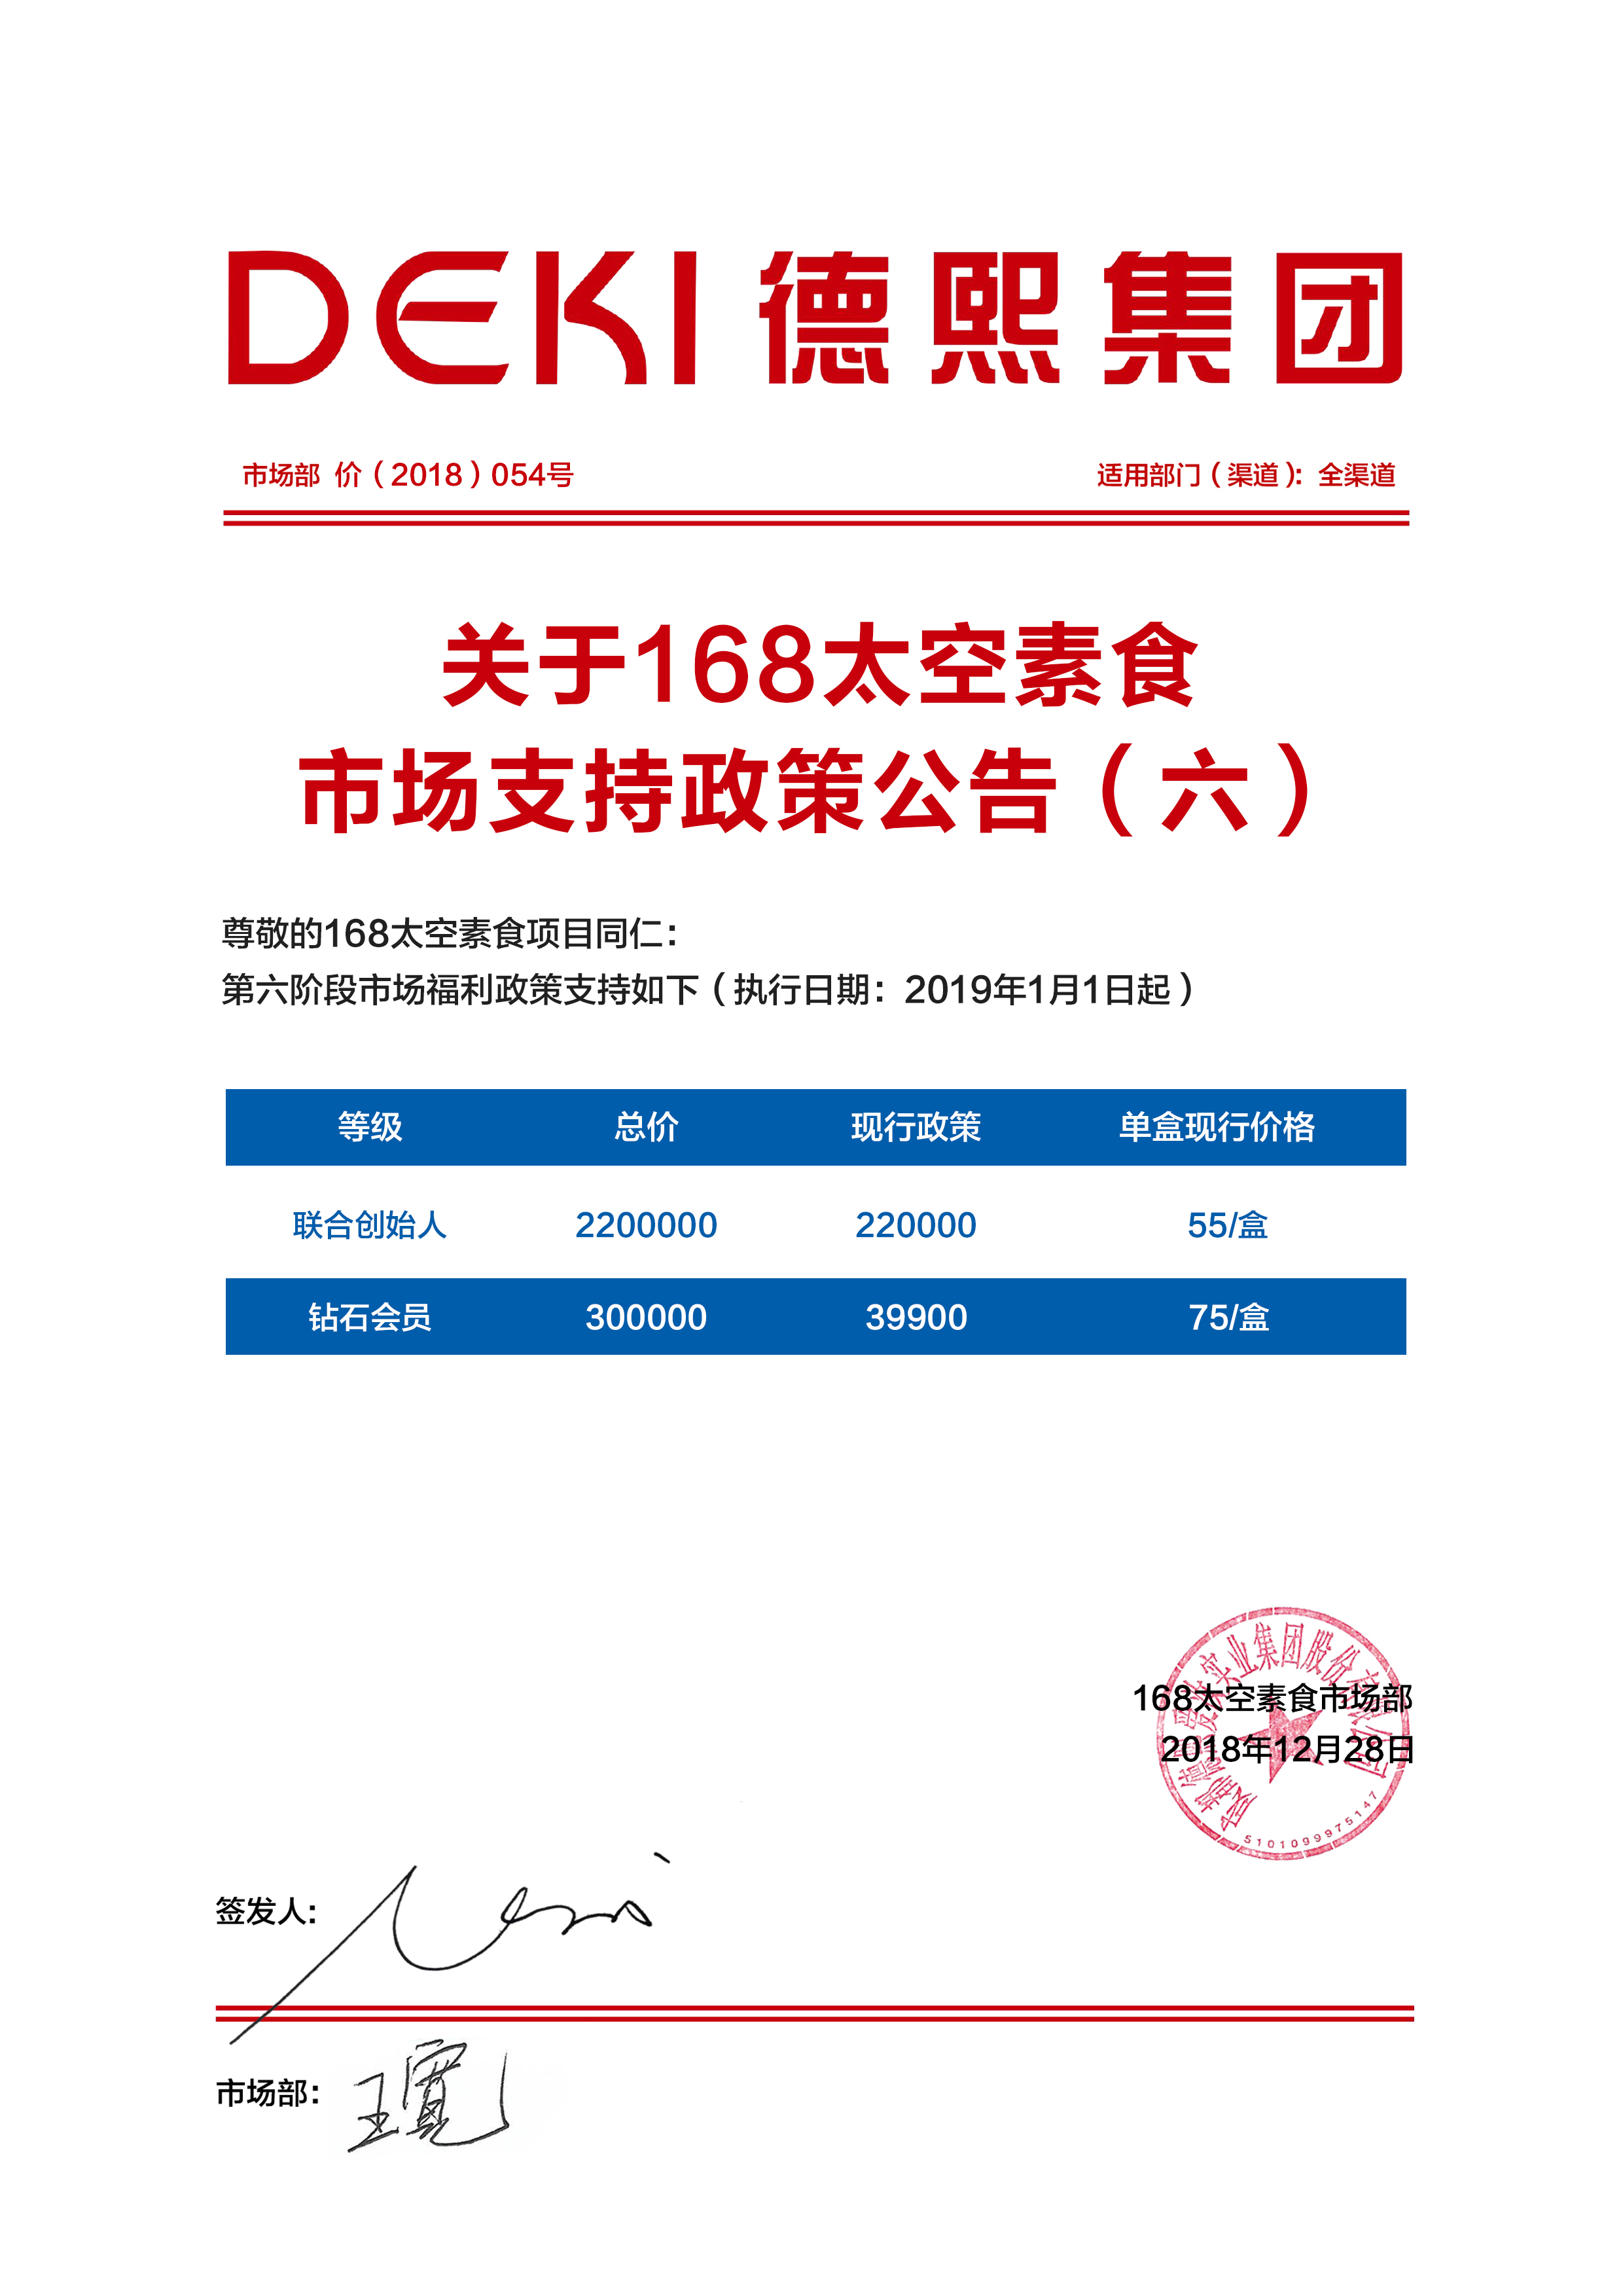 DEKI 德熙集团
市场部 价（2018）054号 适用部门（渠道）：全渠道
关于168太空素食
市场支持政策公告（六）
尊敬的168太空素食项目同仁：
第六阶段市场福利政策支持如下（执行日期：2019年1月1日起）
等级 总价 现行政策 单盒现行价格
联合创始人 2200000 220000 55/盒
钻石会员 300000 39900 75/盒
168太空素食市场部
2018年12月28日
实业集团股份有限公司
5101099975147
签发人：
市场部：